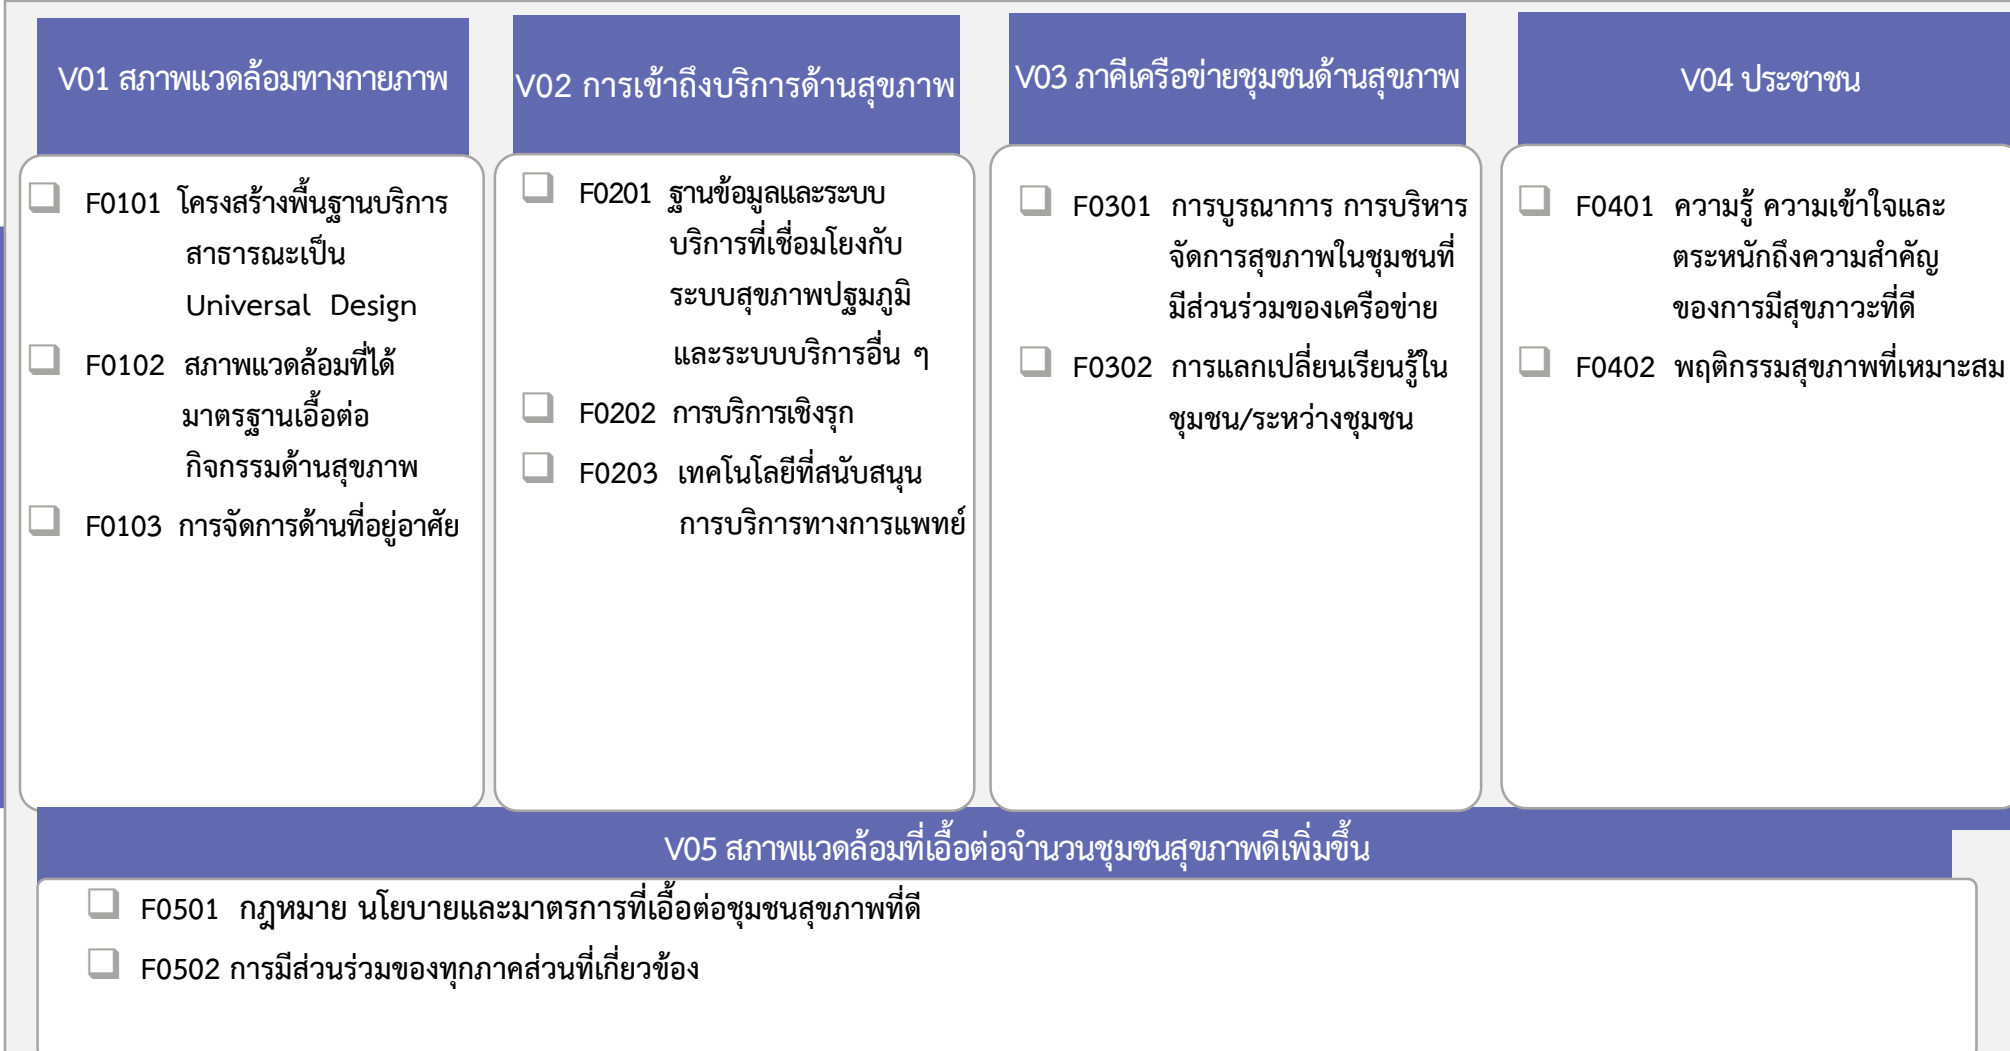 V01 สภาพแวดล้อมทางกายภาพ
F0101 โครงสร้างพื้นฐานบริการ
สาธารณะเป็น
Universal Design
F0102 สภาพแวดล้อมที่ได้
มาตรฐานเอื้อต่อ
กิจกรรมด้านสุขภาพ
F0103 การจัดการด้านที่อยู่อาศัย
V02 การเข้าถึงบริการด้านสุขภาพ
F0201 ฐานข้อมูลและระบบ
บริการที่เชื่อมโยงกับ
ระบบสุขภาพปฐมภูมิ
และระบบบริการอื่น ๆ
F0202 การบริการเชิงรุก
F0203 เทคโนโลยีที่สนับสนุน
การบริการทางการแพทย์
V03 ภาคีเครือข่ายชุมชนด้านสุขภาพ
F0301 การบูรณาการ การบริหาร
จัดการสุขภาพในชุมชนที่
มีส่วนร่วมของเครือข่าย
F0302 การแลกเปลี่ยนเรียนรู้ใน
ชุมชน/ระหว่างชุมชน
V04 ประชาชน
F0401 ความรู้ ความเข้าใจและ
ตระหนักถึงความสำคัญ
ของการมีสุขภาวะที่ดี
F0402 พฤติกรรมสุขภาพที่เหมาะสม
V05 สภาพแวดล้อมที่เอื้อต่อจำนวนชุมชนสุขภาพดีเพิ่มขึ้น
F0501 กฎหมาย นโยบายและมาตรการที่เอื้อต่อชุมชนสุขภาพที่ดี
F0502 การมีส่วนร่วมของทุกภาคส่วนที่เกี่ยวข้อง